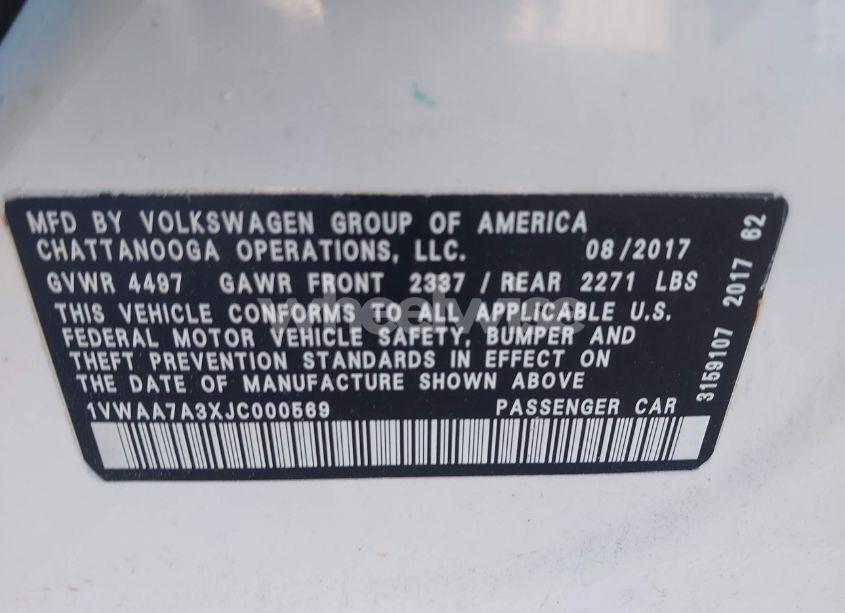 MFD BY VOLKSWAGEN GROUP OF AMERICA
CHATTANOOGA OPERATIONS, LLC. 08/2017
GVWR 4497 GAWR FRONT 2337 / REAR 2271 LBS
THIS VEHICLE CONFORMS TO ALL APPLICABLE U.S.
FEDERAL MOTOR VEHICLE SAFETY, BUMPER AND
THEFT PREVENTION STANDARDS IN EFFECT ON
THE DATE OF MANUFACTURE SHOWN ABOVE
1VWAA7A3XJC000569 PASSENGER CAR
3159107 2017 62
wheelwise